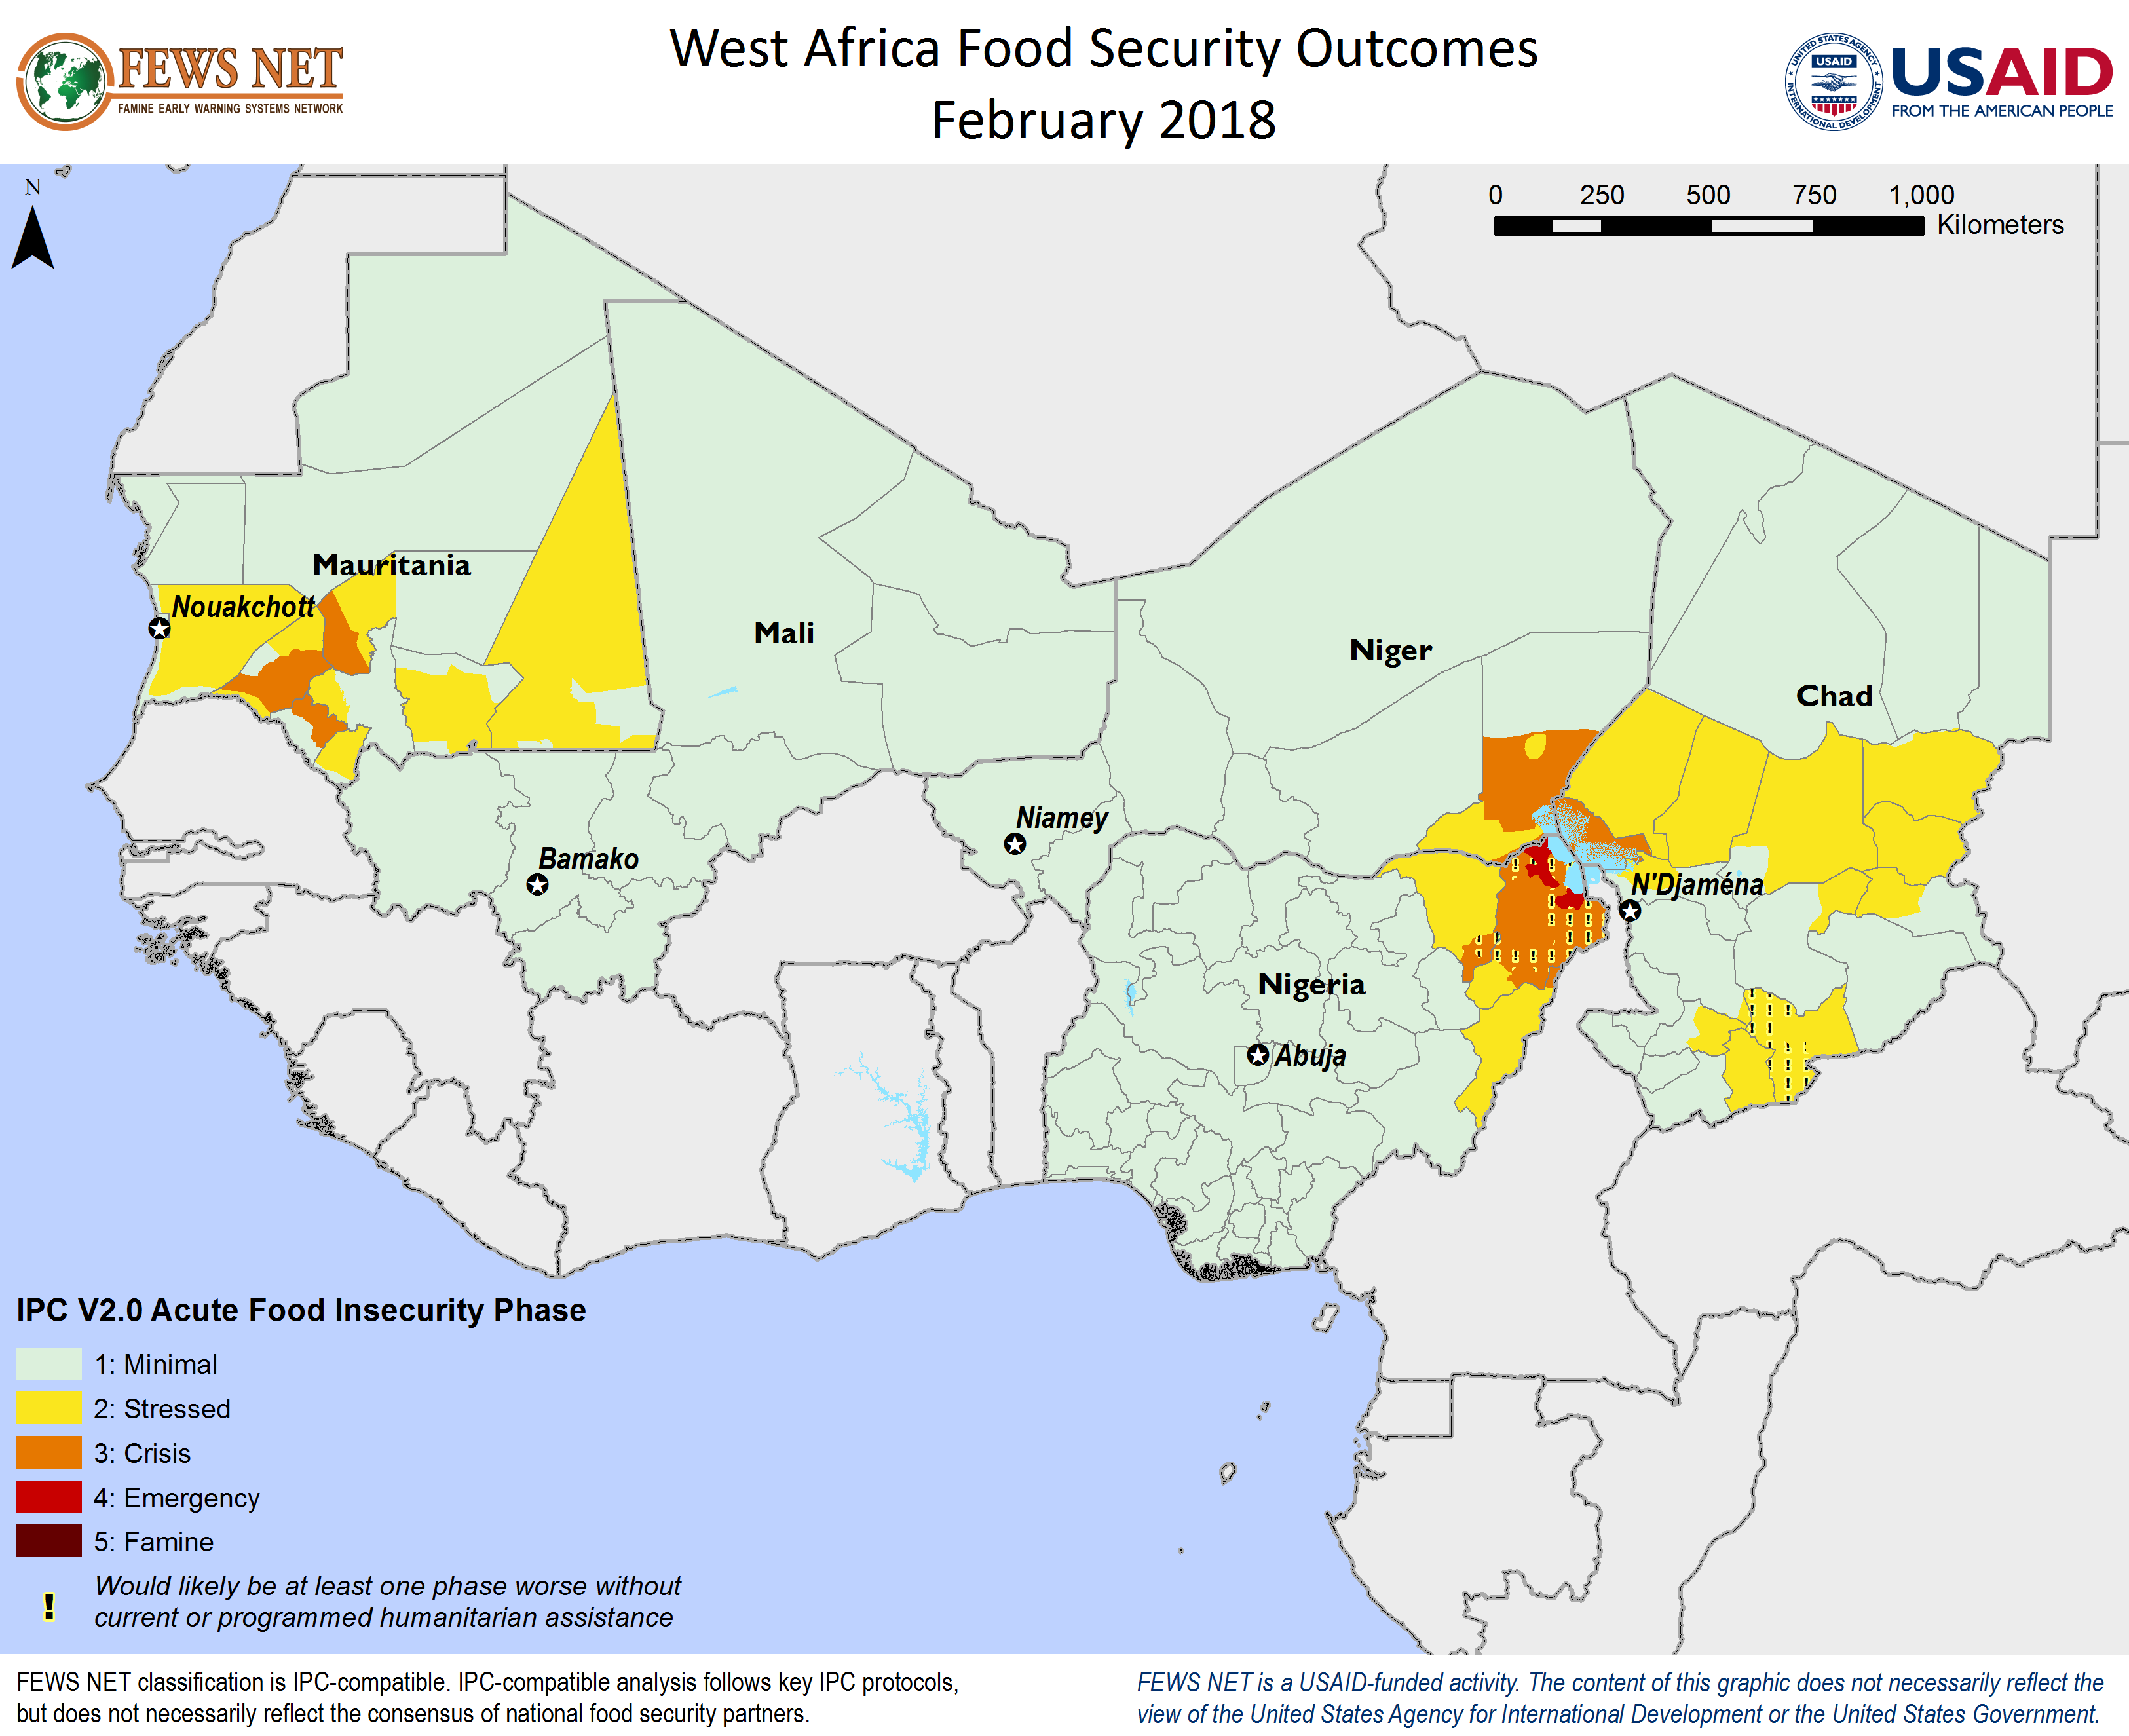 FEWS NET
FAMINE EARLY WARNING SYSTEMS NETWORK
West Africa Food Security Outcomes
February 2018
UNITED STATES AGENCY
USAID
INTERNATIONAL DEVELOPMENT
USAID
FROM THE AMERICAN PEOPLE
N
0 250 500 750 1,000
Kilometers
Mauritania
Nouakchott
Mali
Niger
Chad
Niamey
Bamako
N'Djaména
Nigeria
Abuja
IPC V2.0 Acute Food Insecurity Phase
1: Minimal
2: Stressed
3: Crisis
4: Emergency
5: Famine
! Would likely be at least one phase worse without
current or programmed humanitarian assistance
FEWS NET classification is IPC-compatible. IPC-compatible analysis follows key IPC protocols,
but does not necessarily reflect the consensus of national food security partners.
FEWS NET is a USAID-funded activity. The content of this graphic does not necessarily reflect the
view of the United States Agency for International Development or the United States Government.